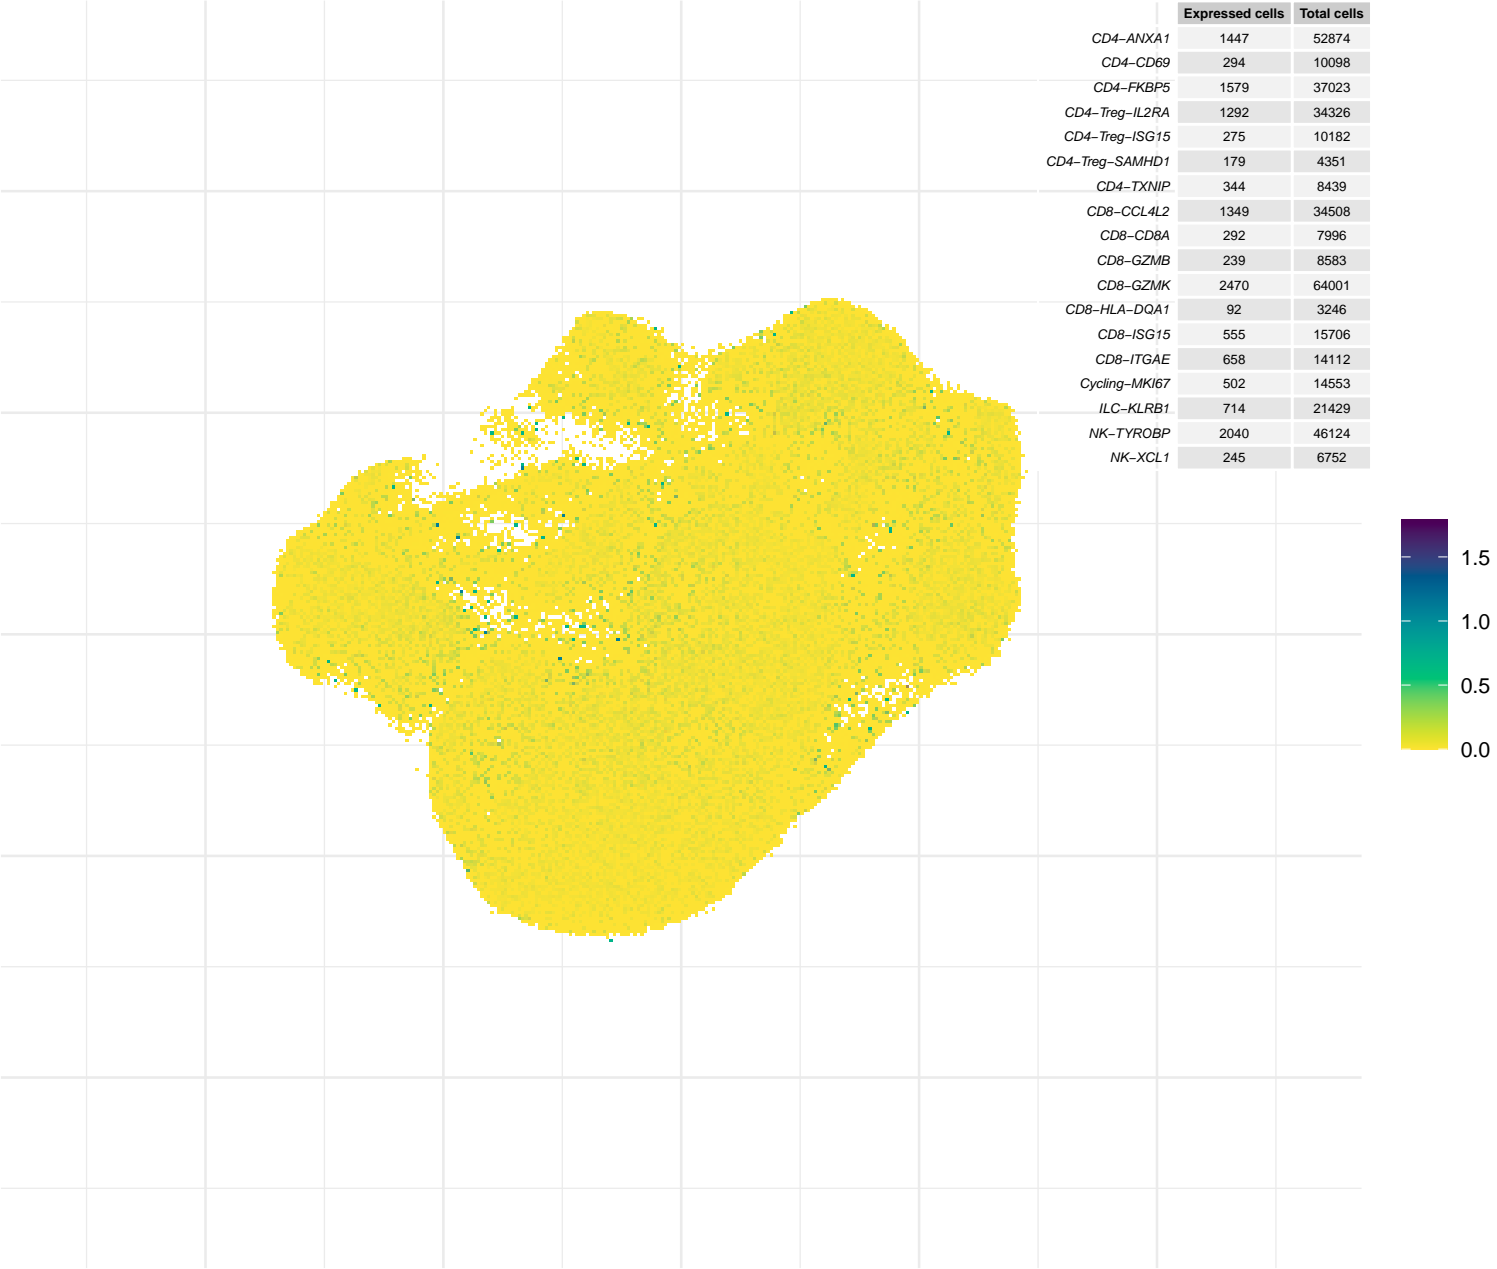 Expressed cells Total cells
CD4−ANXA1 1447 52874
CD4−CD69 294 10098
CD4−FKBP5 1579 37023
CD4−Treg−IL2RA 1292 34326
CD4−Treg−ISG15 275 10182
CD4−Treg−SAMHD1 179 4351
CD4−TXNIP 344 8439
CD8−CCL4L2 1349 34508
CD8−CD8A 292 7996
CD8−GZMB 239 8583
CD8−GZMK 2470 64001
CD8−HLA−DQA1 92 3246
CD8−ISG15 555 15706
CD8−ITGAE 658 14112
Cycling−MKI67 502 14553
ILC−KLRB1 714 21429
NK−TYROBP 2040 46124
NK−XCL1 245 6752
1.5
1.0
0.5
0.0